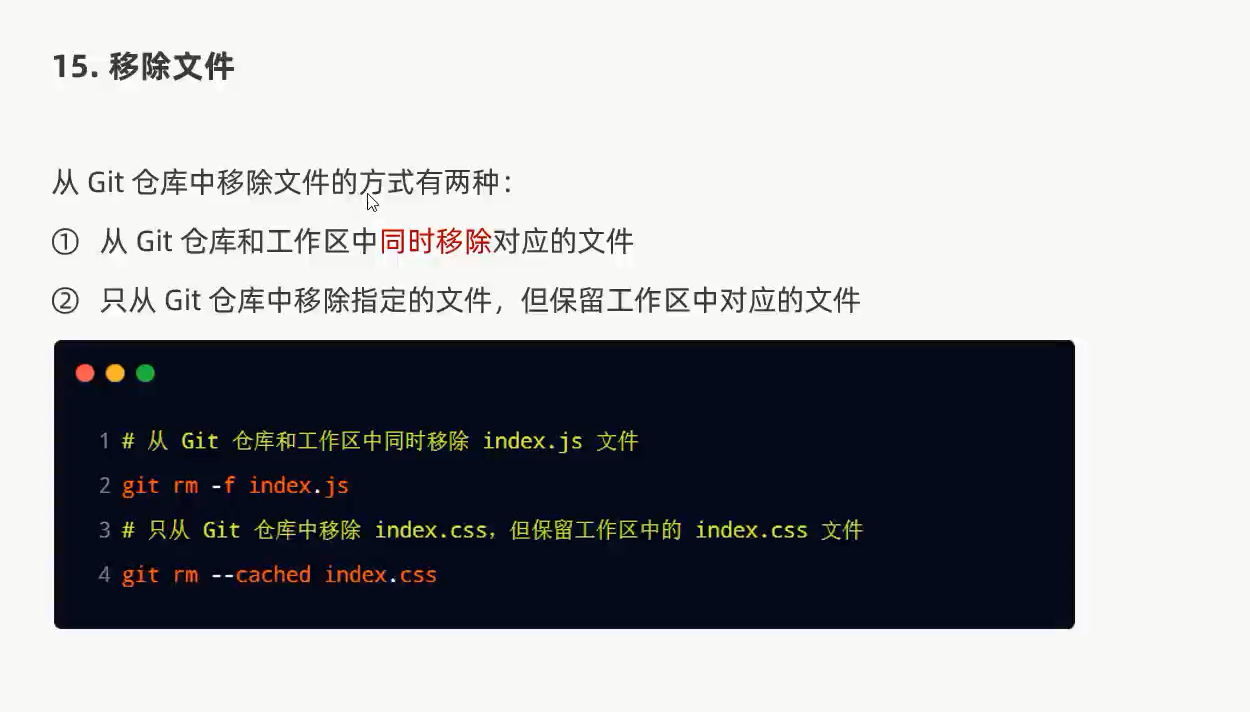 15. 移除文件
从 Git 仓库中移除文件的方式有两种：
① 从 Git 仓库和工作区中同时移除对应的文件
② 只从 Git 仓库中移除指定的文件，但保留工作区中对应的文件
1 # 从 Git 仓库和工作区中同时移除 index.js 文件
2 git rm -f index.js
3 # 只从 Git 仓库中移除 index.css，但保留工作区中的 index.css 文件
4 git rm --cached index.css